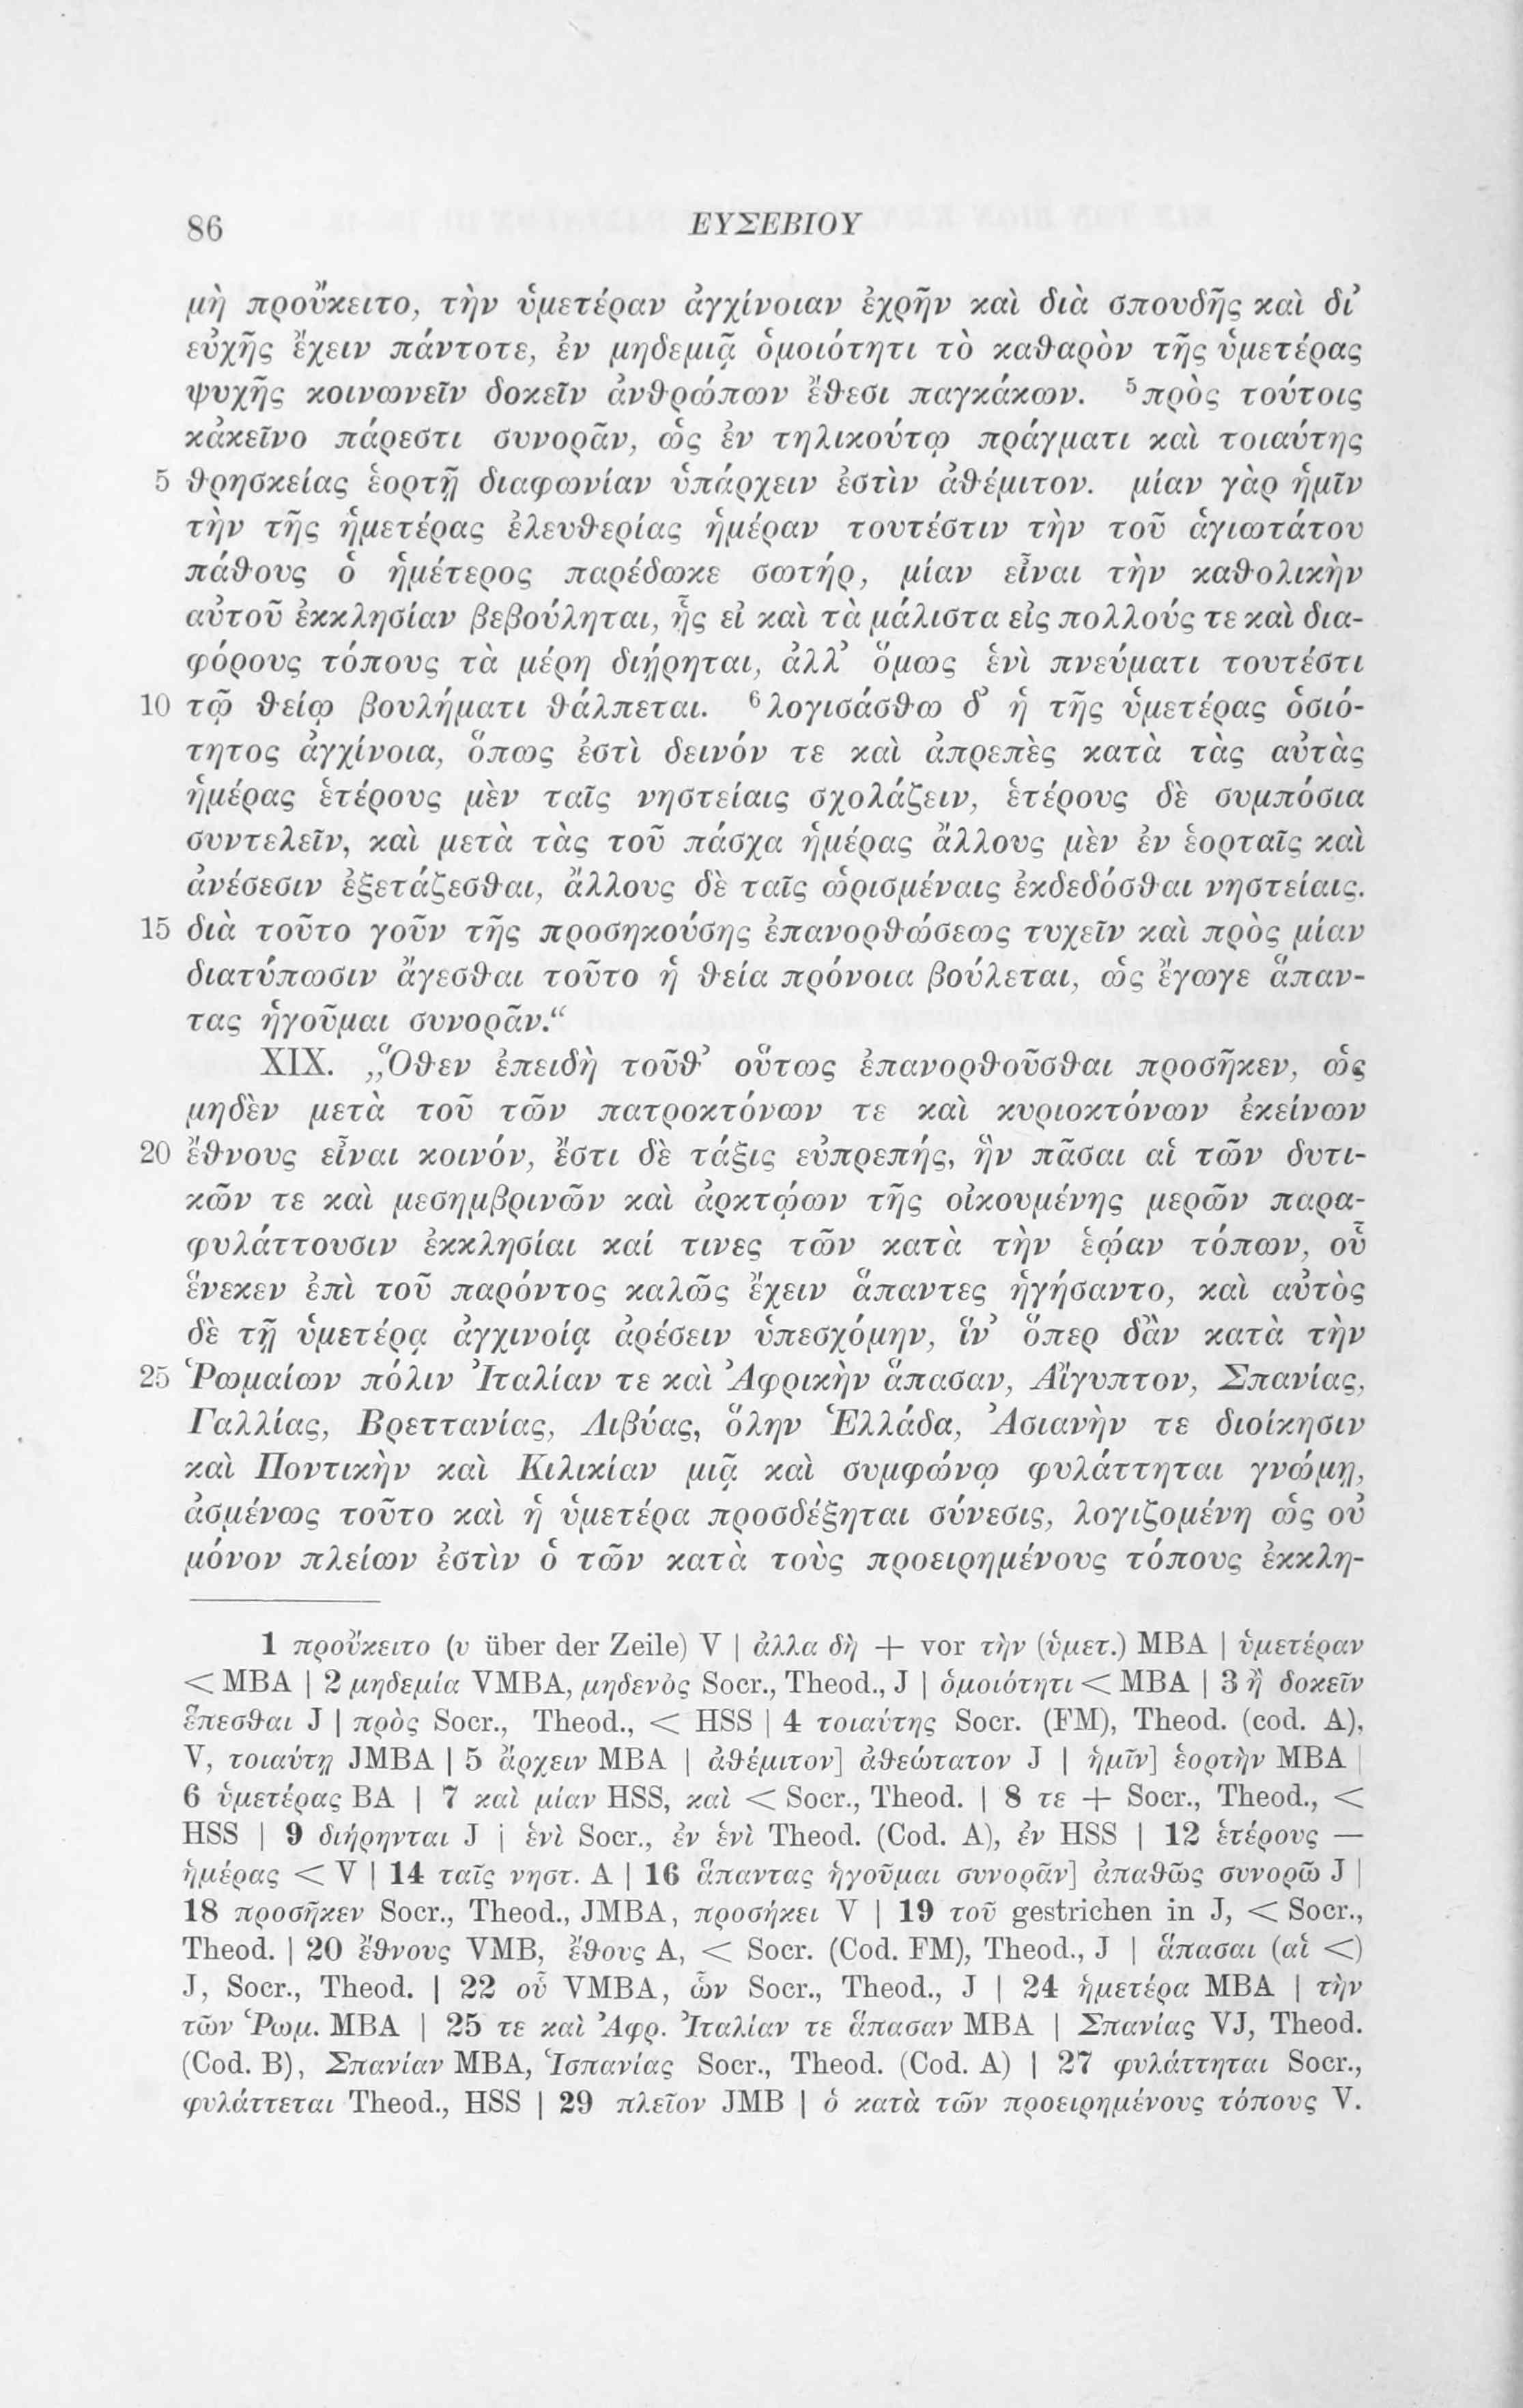 86
ΕΥΣΕΒΙΟΥ
μὴ προὔκειτο, τὴν ὑμετέραν ἀγχίνοιαν ἐχρῆν καὶ διὰ σπουδῆς καὶ δι’
εὐχῆς ἔχειν πάντοτε, ἐν μηδεμιᾷ ὁμοιότητι τὸ καθαρὸν τῆς ὑμετέρας
ψυχῆς κοινωνεῖν δοκεῖν ἀνθρώπων ἔθεσι παγκάκων. ⁵ πρὸς τούτοις
κἀκεῖνο πάρεστι συνορᾶν, ὡς ἐν τηλικούτῳ πράγματι καὶ τοιαύτης
5 θρησκείας ἑορτῇ διαφωνίαν ὑπάρχειν ἐστὶν ἀθέμιτον. μίαν γὰρ ἡμῖν
τὴν τῆς ἡμετέρας ἐλευθερίας ἡμέραν τουτέστιν τὴν τοῦ ἁγιωτάτου
πάθους ὁ ἡμέτερος παρέδωκε σωτήρ, μίαν εἶναι τὴν καθολικὴν
αὐτοῦ ἐκκλησίαν βεβούληται, ἧς εἰ καὶ τὰ μάλιστα εἰς πολλούς τε καὶ δια-
φόρους τόπους τὰ μέρη διῄρηται, ἀλλ’ ὅμως ἑνὶ πνεύματι τουτέστι
10 τῷ θείῳ βουλήματι θάλπεται. ⁶ λογισάσθω δ’ ἡ τῆς ὑμετέρας ὁσιό-
τητος ἀγχίνοια, ὅπως ἐστὶ δεινόν τε καὶ ἀπρεπὲς κατὰ τὰς αὐτὰς
ἡμέρας ἑτέρους μὲν ταῖς νηστείαις σχολάζειν, ἑτέρους δὲ συμπόσια
συντελεῖν, καὶ μετὰ τὰς τοῦ πάσχα ἡμέρας ἄλλους μὲν ἐν ἑορταῖς καὶ
ἀνέσεσιν ἐξετάζεσθαι, ἄλλους δὲ ταῖς ὡρισμέναις ἐκδεδόσθαι νηστείαις.
15 διὰ τοῦτο γοῦν τῆς προσηκούσης ἐπανορθώσεως τυχεῖν καὶ πρὸς μίαν
διατύπωσιν ἄγεσθαι τοῦτο ἡ θεία πρόνοια βούλεται, ὡς ἔγωγε ἅπαν-
τας ἡγοῦμαι συνορᾶν.“
XIX. „Ὅθεν ἐπειδὴ τοῦθ’ οὕτως ἐπανορθοῦσθαι προσῆκεν, ὡς
μηδὲν μετὰ τοῦ τῶν πατροκτόνων τε καὶ κυριοκτόνων ἐκείνων
20 ἔθνους εἶναι κοινόν, ἔστι δὲ τάξις εὐπρεπής, ἣν πᾶσαι αἱ τῶν δυτι-
κῶν τε καὶ μεσημβρινῶν καὶ ἀρκτῴων τῆς οἰκουμένης μερῶν παρα-
φυλάττουσιν ἐκκλησίαι καί τινες τῶν κατὰ τὴν ἑῴαν τόπων, οὗ
ἕνεκεν ἐπὶ τοῦ παρόντος καλῶς ἔχειν ἅπαντες ἡγήσαντο, καὶ αὐτὸς
δὲ τῇ ὑμετέρᾳ ἀγχινοίᾳ ἀρέσειν ὑπεσχόμην, ἵν’ ὅπερ δἂν κατὰ τὴν
25 Ῥωμαίων πόλιν Ἰταλίαν τε καὶ Ἀφρικὴν ἅπασαν, Αἴγυπτον, Σπανίας,
Γαλλίας, Βρεττανίας, Λιβύας, ὅλην Ἑλλάδα, Ἀσιανήν τε διοίκησιν
καὶ Ποντικὴν καὶ Κιλικίαν μιᾷ καὶ συμφώνῳ φυλάττηται γνώμῃ,
ἀσμένως τοῦτο καὶ ἡ ὑμετέρα προσδέξηται σύνεσις, λογιζομένη ὡς οὐ
μόνον πλείων ἐστὶν ὁ τῶν κατὰ τοὺς προειρημένους τόπους ἐκκλη-
1 προὔκειτο (υ über der Zeile) V | ἀλλα δὴ + vor τὴν (ὑμετ.) MBA | ὑμετέραν
< MBA | 2 μηδεμία VMBA, μηδενὸς Socr., Theod., J | ὁμοιότητι < MBA | 3 ἢ δοκεῖν
ἕπεσθαι J | πρὸς Socr., Theod., < HSS | 4 τοιαύτης Socr. (FM), Theod. (cod. A),
V, τοιαύτῃ JMBA | 5 ἄρχειν MBA | ἀθέμιτον] ἀθεώτατον J | ἡμῖν] ἑορτὴν MBA |
6 ὑμετέρας BA | 7 καὶ μίαν HSS, καὶ < Socr., Theod. | 8 τε + Socr., Theod., <
HSS | 9 διήρηνται J | ἑνὶ Socr., ἐν ἑνὶ Theod. (Cod. A), ἐν HSS | 12 ἑτέρους —
ἡμέρας < V | 14 ταῖς νηστ. A | 16 ἅπαντας ἡγοῦμαι συνορᾶν] ἀπαθῶς συνορῶ J |
18 προσῆκεν Socr., Theod., JMBA, προσήκει V | 19 τοῦ gestrichen in J, < Socr.,
Theod. | 20 ἔθνους VMB, ἔθους A, < Socr. (Cod. FM), Theod., J | ἅπασαι (αἱ <)
J, Socr., Theod. | 22 οὗ VMBA, ὧν Socr., Theod., J | 24 ἡμετέρα MBA | τὴν
τῶν Ῥωμ. MBA | 25 τε καὶ Ἀφρ. Ἰταλίαν τε ἅπασαν MBA | Σπανίας VJ, Theod.
(Cod. B), Σπανίαν MBA, Ἱσπανίας Socr., Theod. (Cod. A) | 27 φυλάττηται Socr.,
φυλάττεται Theod., HSS | 29 πλεῖον JMB | ὁ κατὰ τῶν προειρημένους τόπους V.